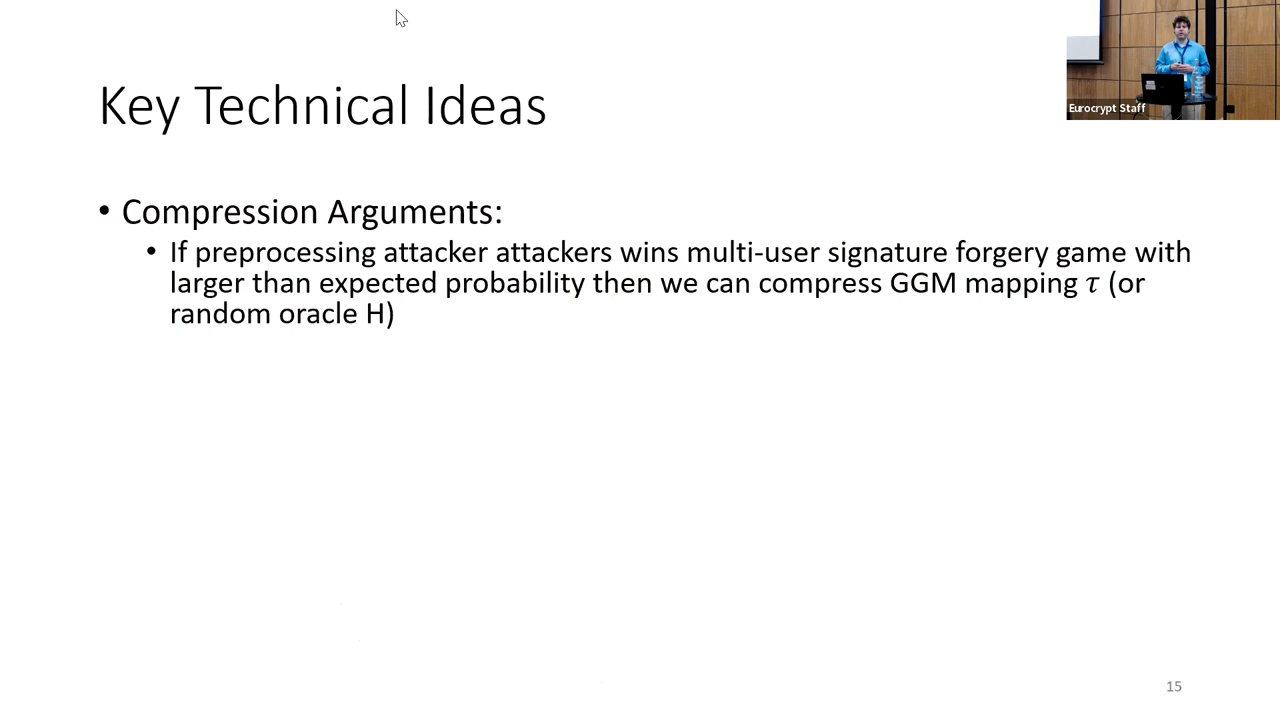 Key Technical Ideas
Eurocrypt Staff
• Compression Arguments:
• If preprocessing attacker attackers wins multi-user signature forgery game with
larger than expected probability then we can compress GGM mapping τ (or
random oracle H)
15